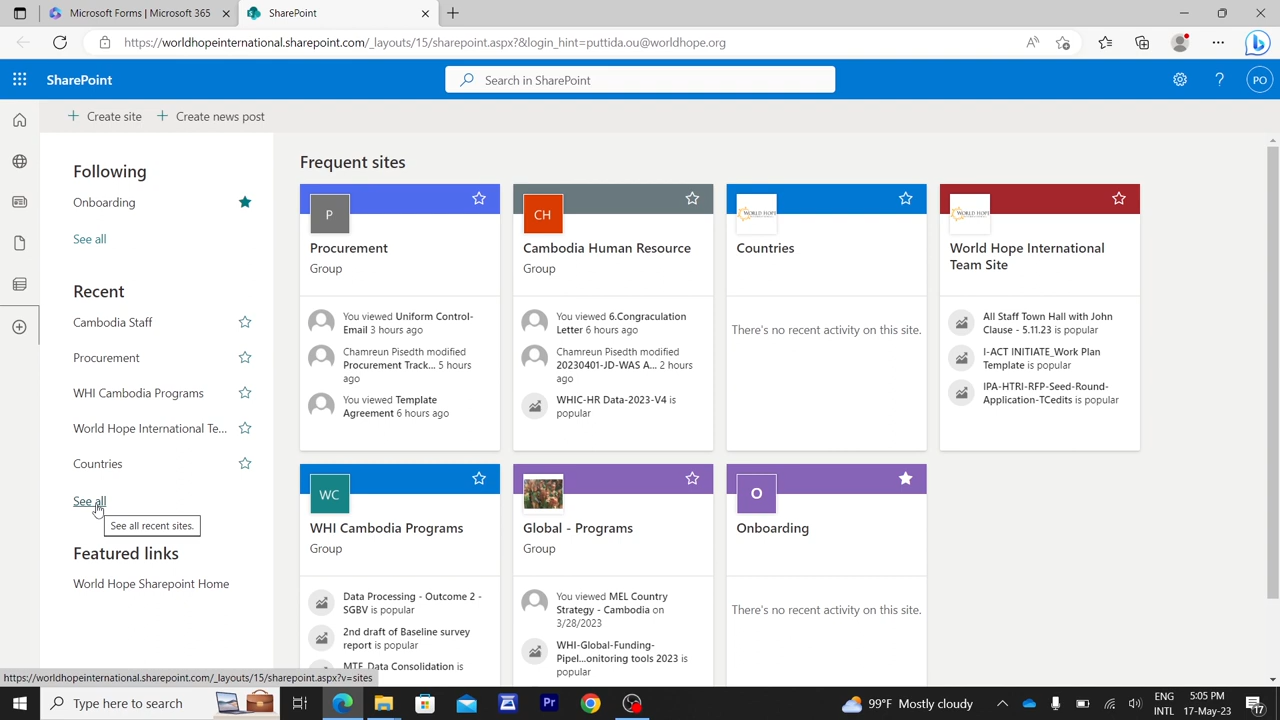 Microsoft Forms | Microsoft 365
SharePoint
https://worldhopeinternational.sharepoint.com/_layouts/15/sharepoint.aspx?&login_hint=puttida.ou@worldhope.org
SharePoint
Search in SharePoint
PO
Create site
Create news post
Following
Onboarding
See all
Recent
Cambodia Staff
Procurement
WHI Cambodia Programs
World Hope International Te...
Countries
See all
See all recent sites.
Featured links
World Hope Sharepoint Home
Frequent sites
P
Procurement
Group
You viewed Uniform Control-
Email 3 hours ago
Chamreun Pisedth modified
Procurement Track... 5 hours
ago
You viewed Template
Agreement 6 hours ago
CH
Cambodia Human Resource
Group
You viewed 6.Congraculation
Letter 6 hours ago
Chamreun Pisedth modified
20230401-JD-WAS A... 2 hours
ago
WHIC-HR Data-2023-V4 is
popular
WORLD HOPE
Countries
There's no recent activity on this site.
WORLD HOPE
World Hope International
Team Site
All Staff Town Hall with John
Clause - 5.11.23 is popular
I-ACT INITIATE_Work Plan
Template is popular
IPA-HTRI-RFP-Seed-Round-
Application-TCedits is popular
WC
WHI Cambodia Programs
Group
Data Processing - Outcome 2 -
SGBV is popular
2nd draft of Baseline survey
report is popular
MTF_Data Consolidation is
Global - Programs
Group
You viewed MEL Country
Strategy - Cambodia on
3/28/2023
WHI-Global-Funding-
Pipel...onitoring tools 2023 is
popular
O
Onboarding
There's no recent activity on this site.
https://worldhopeinternational.sharepoint.com/_layouts/15/sharepoint.aspx?v=sites
Type here to search
Pr
99°F Mostly cloudy
ENG
INTL
5:05 PM
17-May-23
17